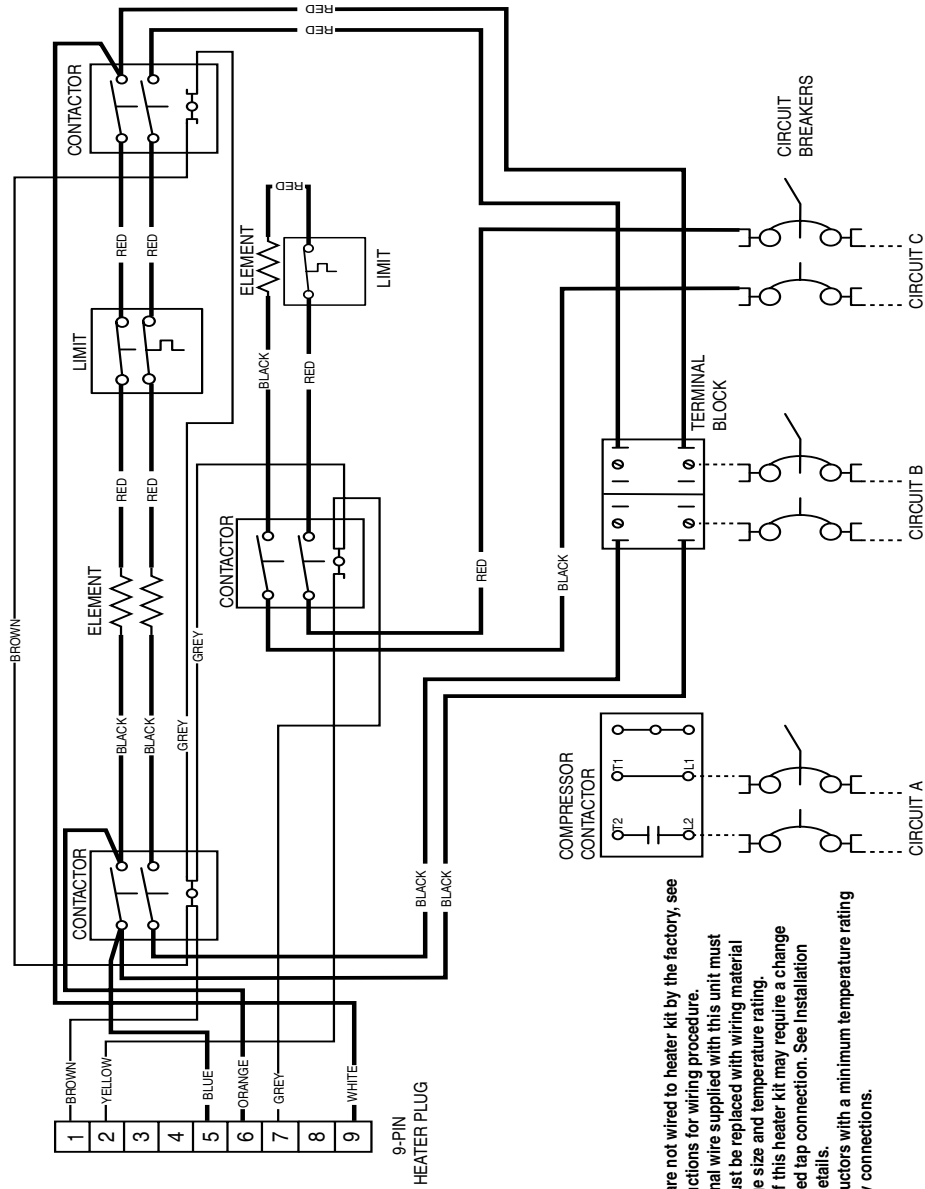 9-PIN
HEATER PLUG
1
2
3
4
5
6
7
8
9
BROWN
YELLOW
BLUE
ORANGE
GREY
WHITE
CONTACTOR
BLACK
BLACK
ELEMENT
RED
RED
LIMIT
RED
RED
CONTACTOR
RED
RED
BROWN
GREY
GREY
CONTACTOR
BLACK
RED
ELEMENT
LIMIT
RED
BLACK
BLACK
RED
BLACK
COMPRESSOR
CONTACTOR
T2
T1
L2
L1
TERMINAL
BLOCK
CIRCUIT
BREAKERS
CIRCUIT A
CIRCUIT B
CIRCUIT C
re not wired to heater kit by the factory, see
uctions for wiring procedure.
nal wire supplied with this unit must
ust be replaced with wiring material
e size and temperature rating.
f this heater kit may require a change
ed tap connection. See Installation
etails.
uctors with a minimum temperature rating
y connections.